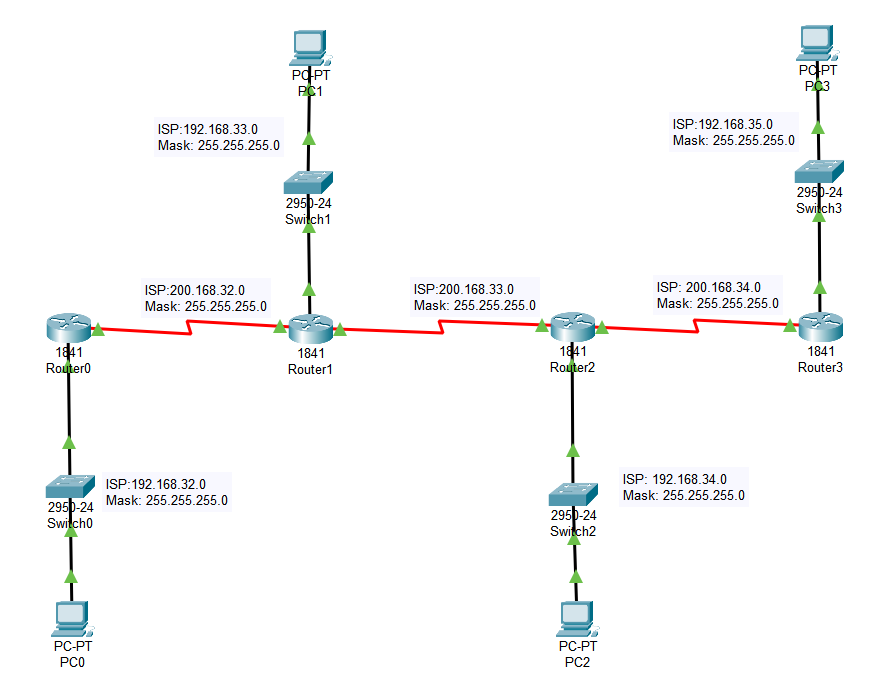 PC-PT
PC1
PC-PT
PC3
ISP:192.168.33.0
Mask: 255.255.255.0
ISP:192.168.35.0
Mask: 255.255.255.0
2950-24
Switch1
2950-24
Switch3
ISP:200.168.32.0
Mask: 255.255.255.0
ISP:200.168.33.0
Mask: 255.255.255.0
ISP: 200.168.34.0
Mask: 255.255.255.0
1841
Router0
1841
Router1
1841
Router2
1841
Router3
ISP:192.168.32.0
Mask: 255.255.255.0
ISP: 192.168.34.0
Mask: 255.255.255.0
2950-24
Switch0
2950-24
Switch2
PC-PT
PC0
PC-PT
PC2